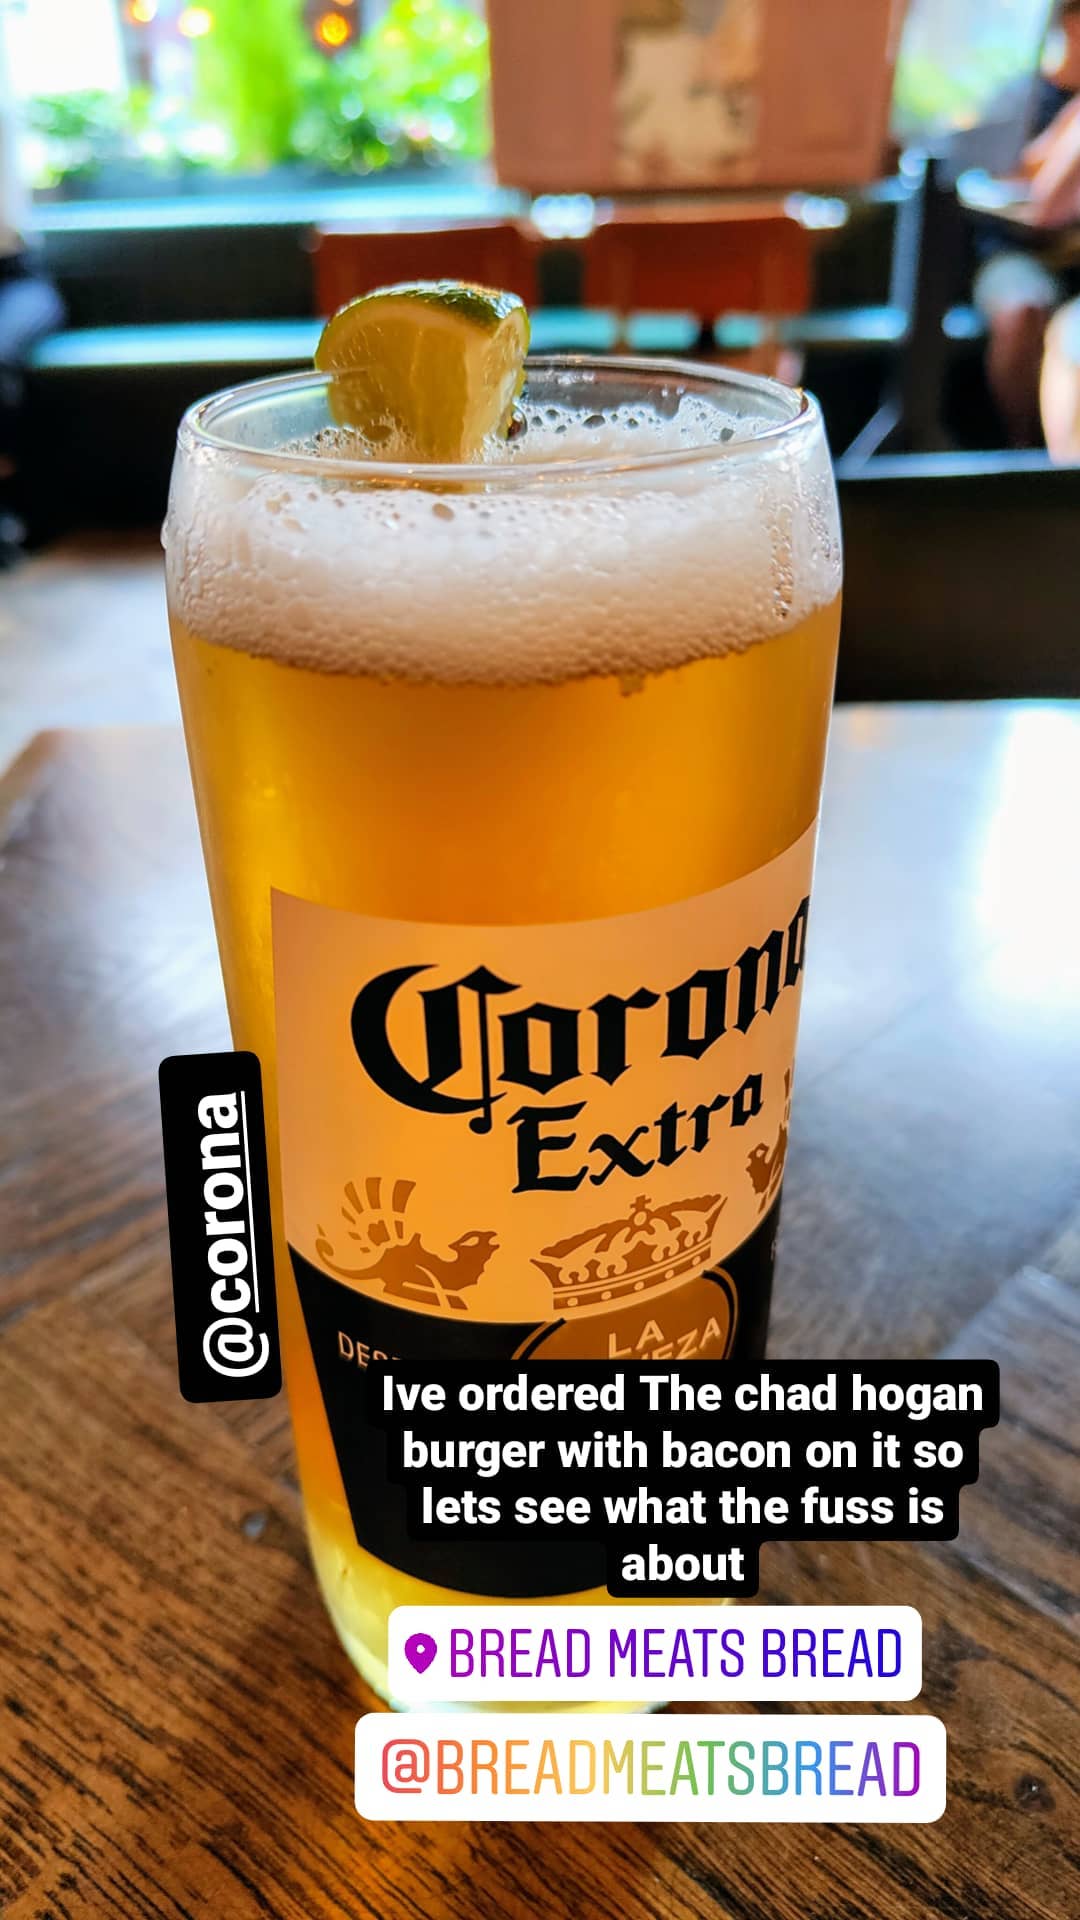 Corona
Extra
LA
@corona
Ive ordered The chad hogan
burger with bacon on it so
lets see what the fuss is
about
BREAD MEATS BREAD
@BREADMEATSBREAD